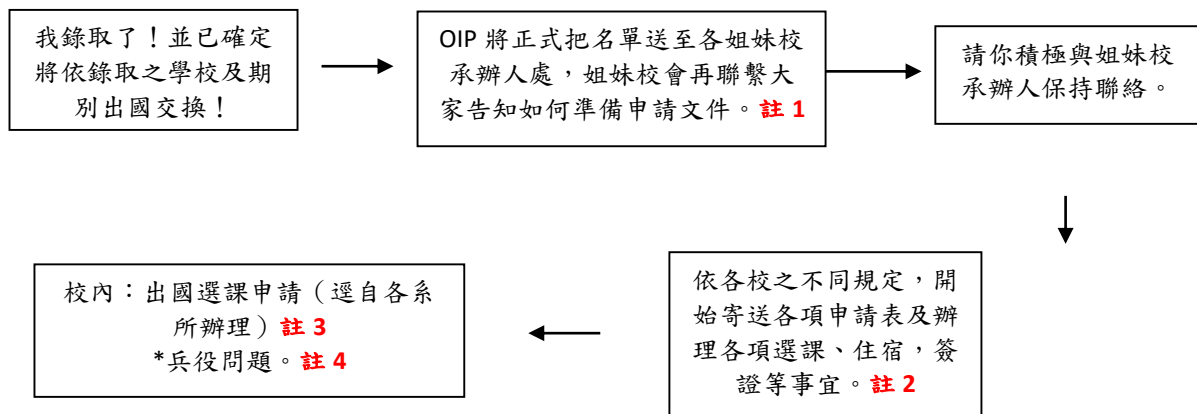 我錄取了！並已確定
將依錄取之學校及期
別出國交換！
OIP 將正式把名單送至各姐妹校
承辦人處，姐妹校會再聯繫大
家告知如何準備申請文件。註 1
請你積極與姐妹校
承辦人保持聯絡。
依各校之不同規定，開
始寄送各項申請表及辦
理各項選課、住宿，簽
證等事宜。註 2
校內：出國選課申請（逕自各系
所辦理）註 3
*兵役問題。註 4